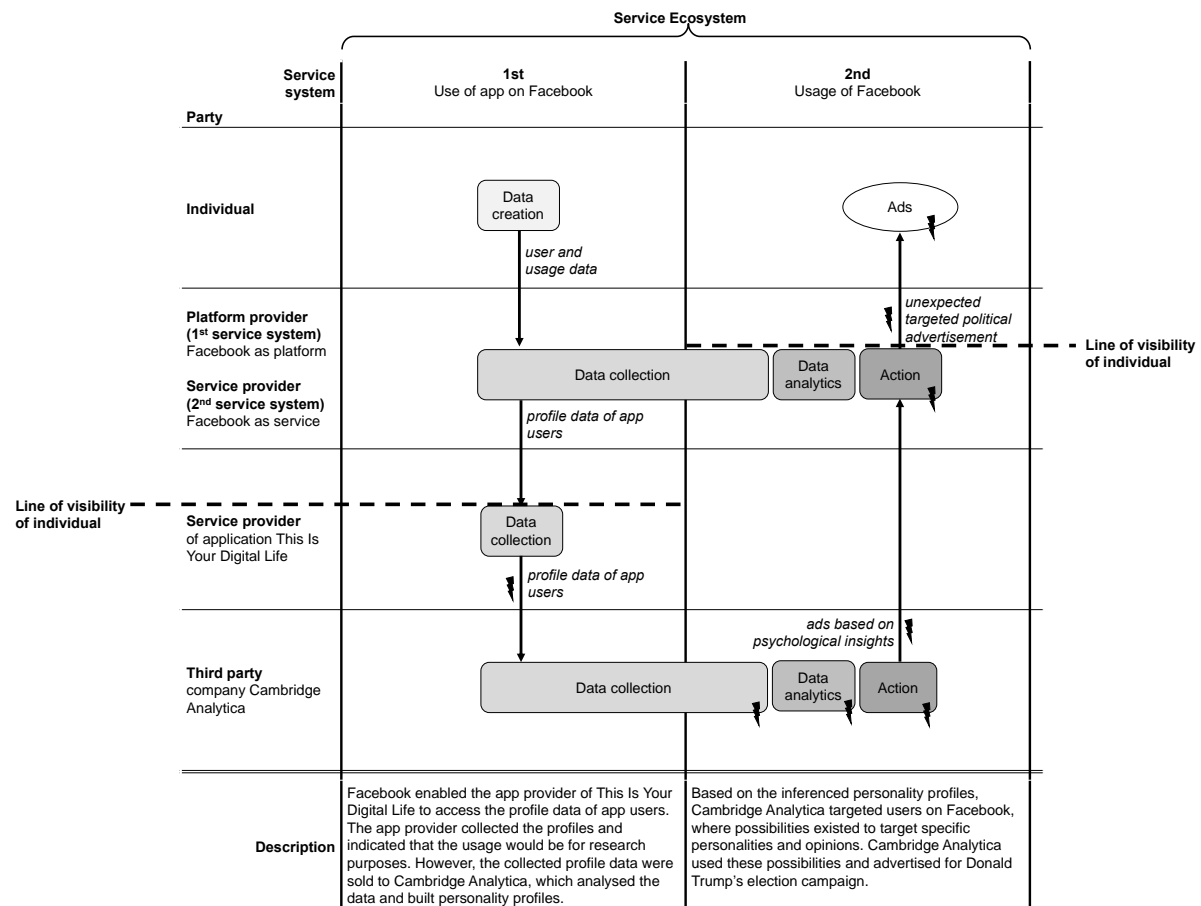 Service Ecosystem
Service
system
1st
Use of app on Facebook
2nd
Usage of Facebook
Party
Individual
Data
creation
Ads
user and
usage data
Platform provider
(1st service system)
Facebook as platform
Service provider
(2nd service system)
Facebook as service
unexpected
targeted political
advertisement
Line of visibility
of individual
Data collection
Data
analytics
Action
profile data of app
users
Line of visibility
of individual
Service provider
of application This Is
Your Digital Life
Data
collection
profile data of app
users
ads based on
psychological insights
Third party
company Cambridge
Analytica
Data collection
Data
analytics
Action
Description
Facebook enabled the app provider of This Is Your
Digital Life to access the profile data of app users.
The app provider collected the profiles and
indicated that the usage would be for research
purposes. However, the collected profile data were
sold to Cambridge Analytica, which analysed the
data and built personality profiles.
Based on the inferenced personality profiles,
Cambridge Analytica targeted users on Facebook,
where possibilities existed to target specific
personalities and opinions. Cambridge Analytica
used these possibilities and advertised for Donald
Trump's election campaign.